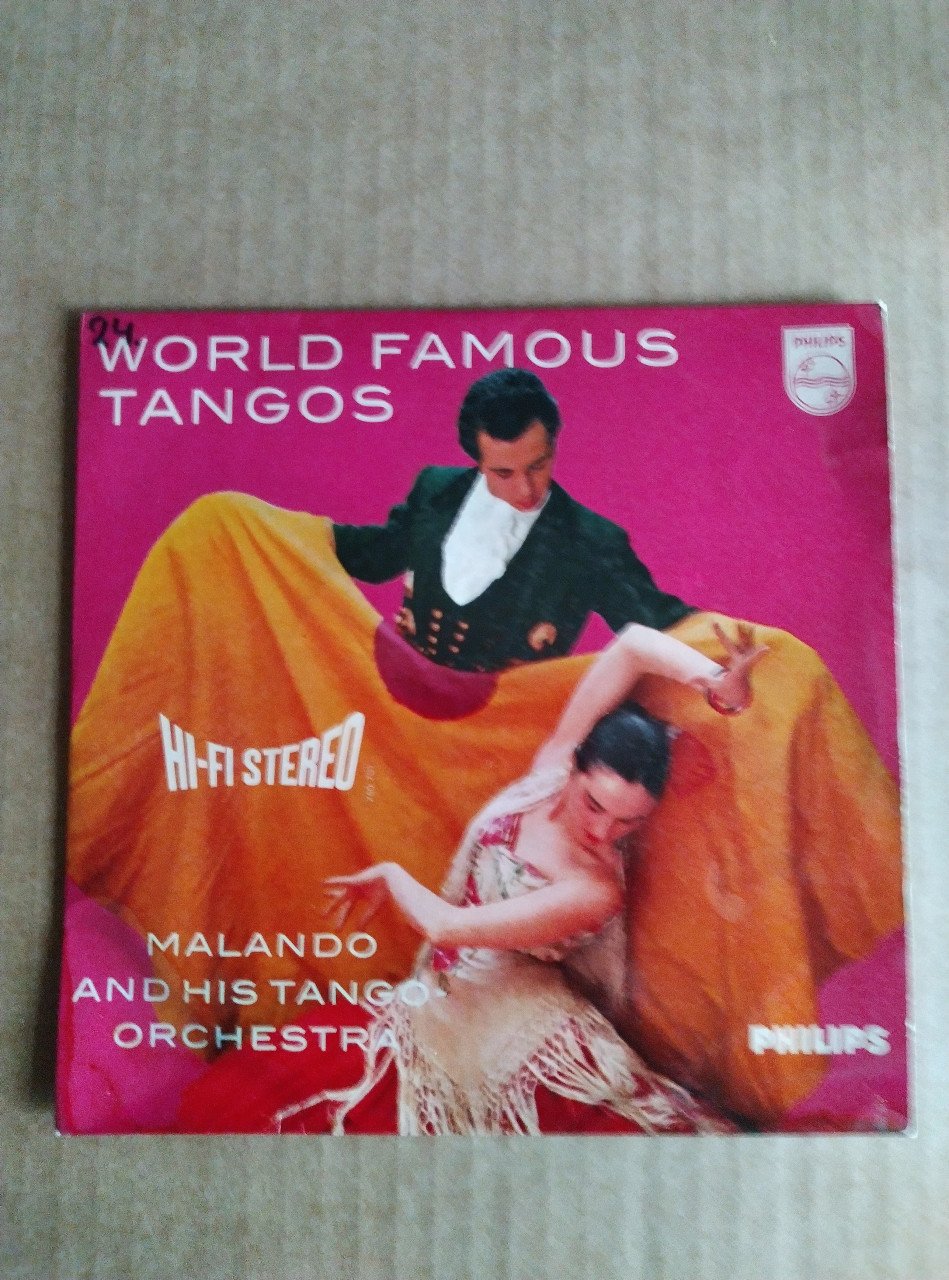 24.
WORLD FAMOUS
TANGOS
PHILIPS
HI-FI STEREO
MALANDO
AND HIS TANGO-
ORCHESTRA
PHILIPS